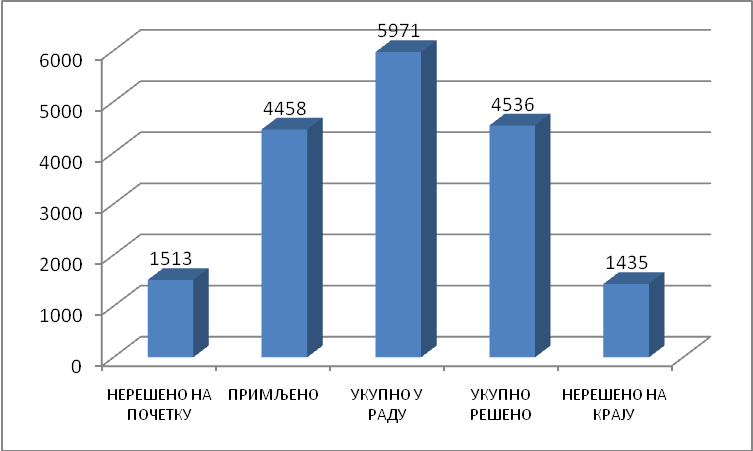 5971
6000
5000
4458
4536
4000
3000
2000
1513
1435
1000
0
НЕРЕШЕНО НА
ПОЧЕТКУ
ПРИМЉЕНО
УКУПНО У
РАДУ
УКУПНО
РЕШЕНО
НЕРЕШЕНО НА
КРАЈУ